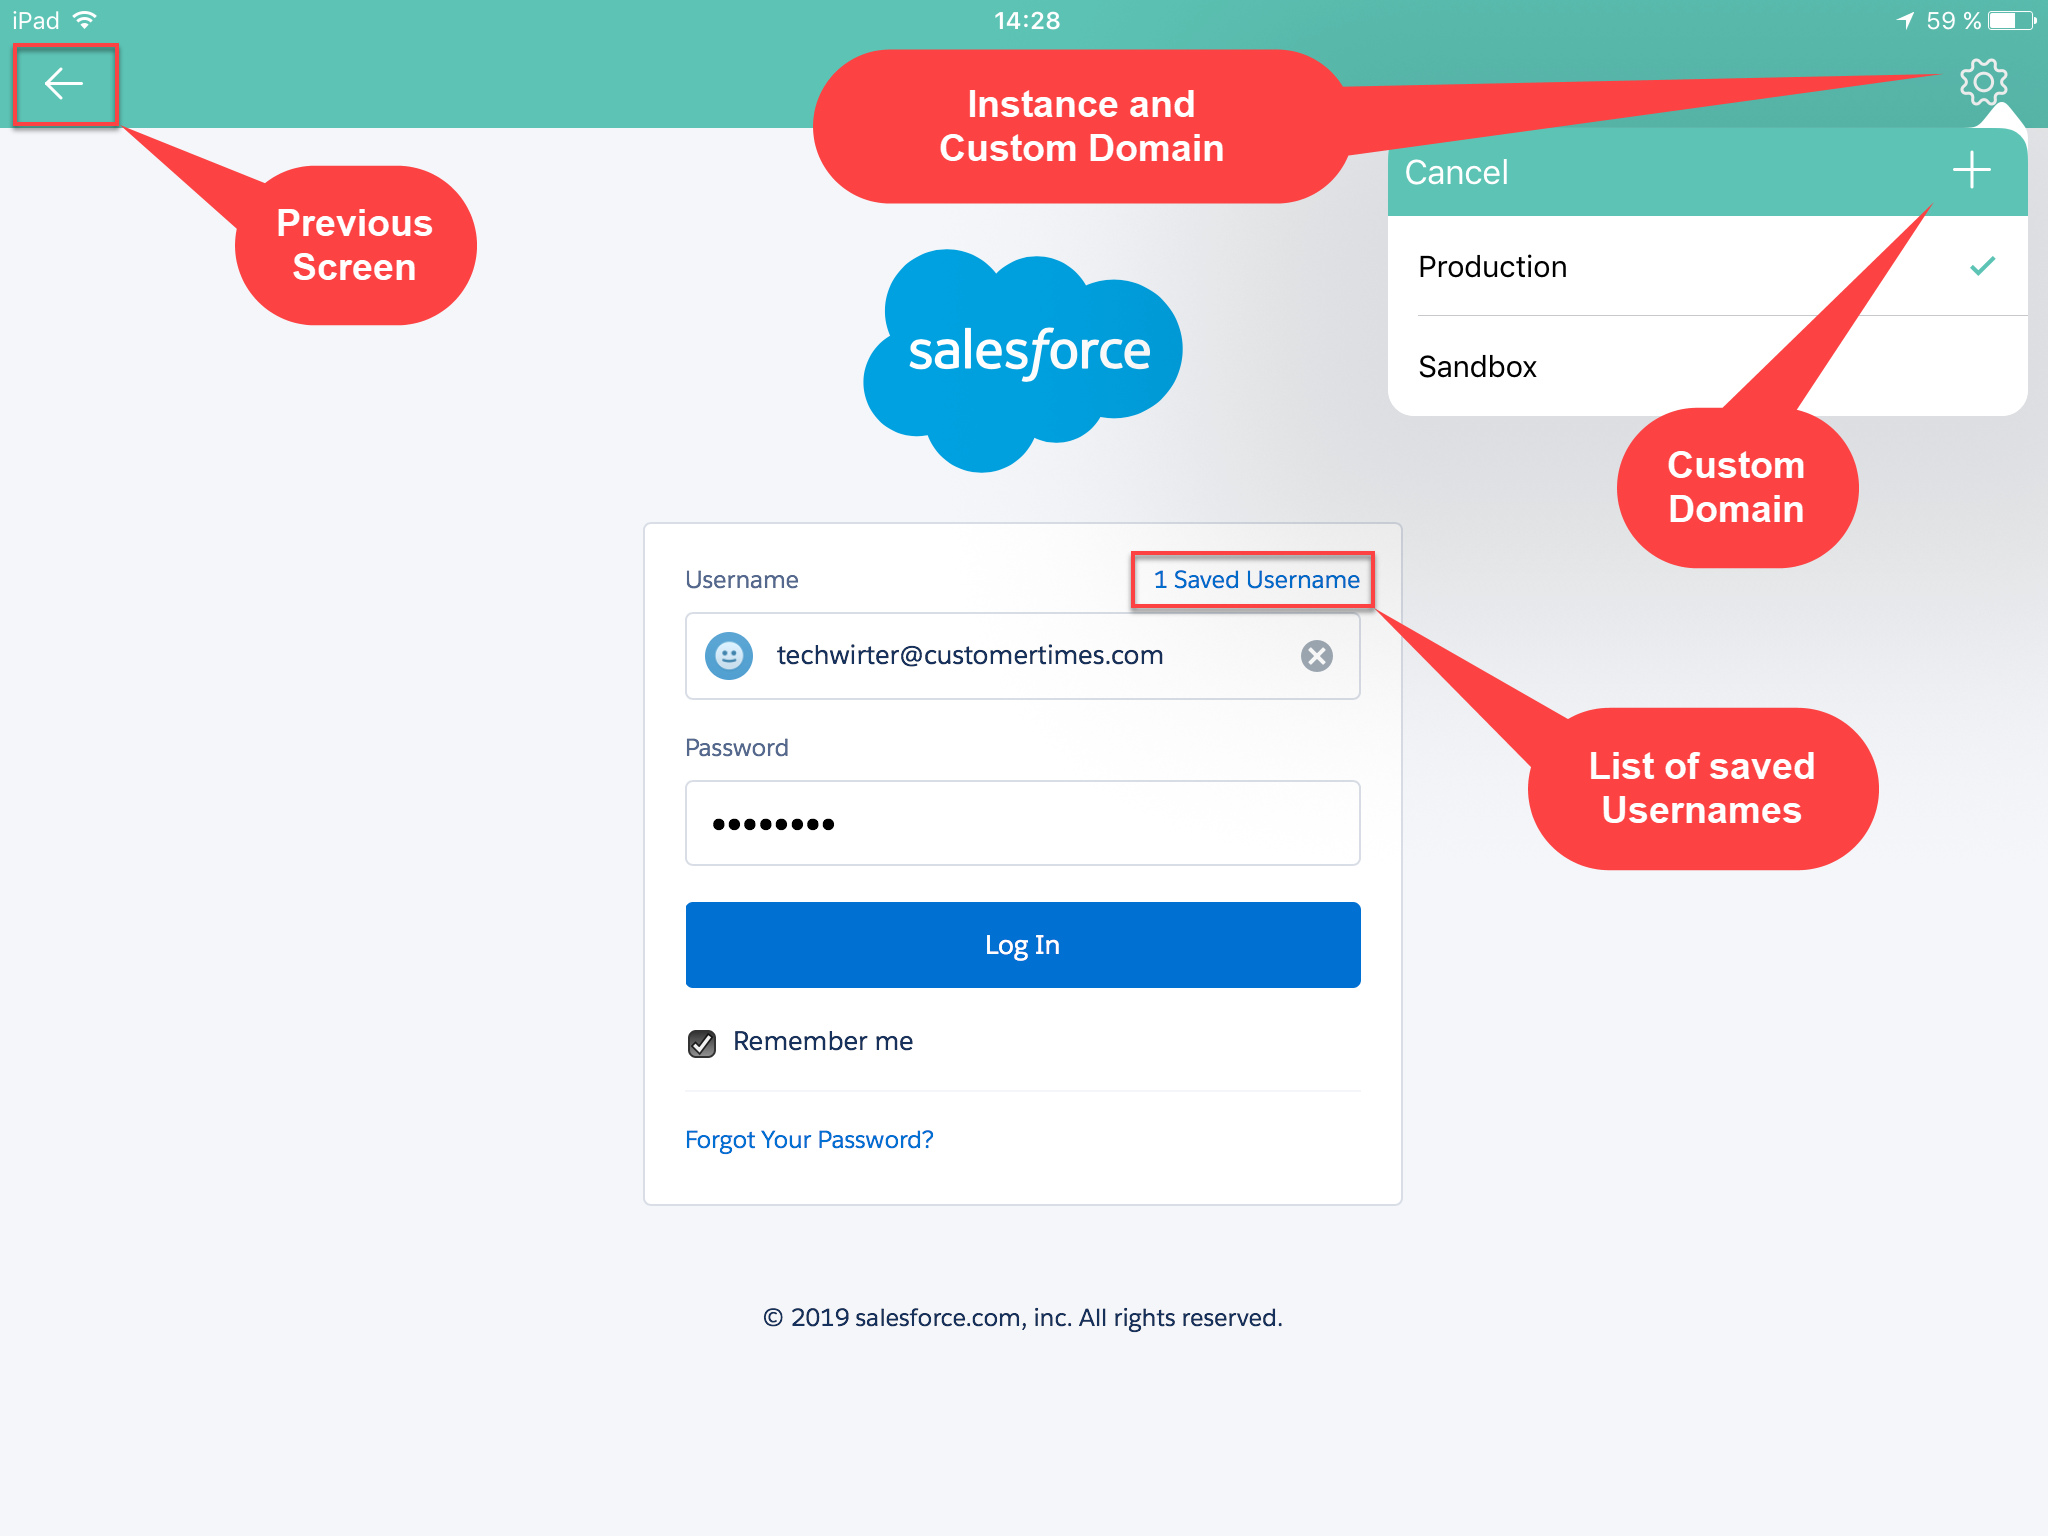 iPad
14:28
59 %
Instance and
Custom Domain
Cancel
Previous
Screen
Production
salesforce
Sandbox
Custom
Domain
Username
1 Saved Username
techwirter@customertimes.com
Password
List of saved
Usernames
Log In
Remember me
Forgot Your Password?
© 2019 salesforce.com, inc. All rights reserved.